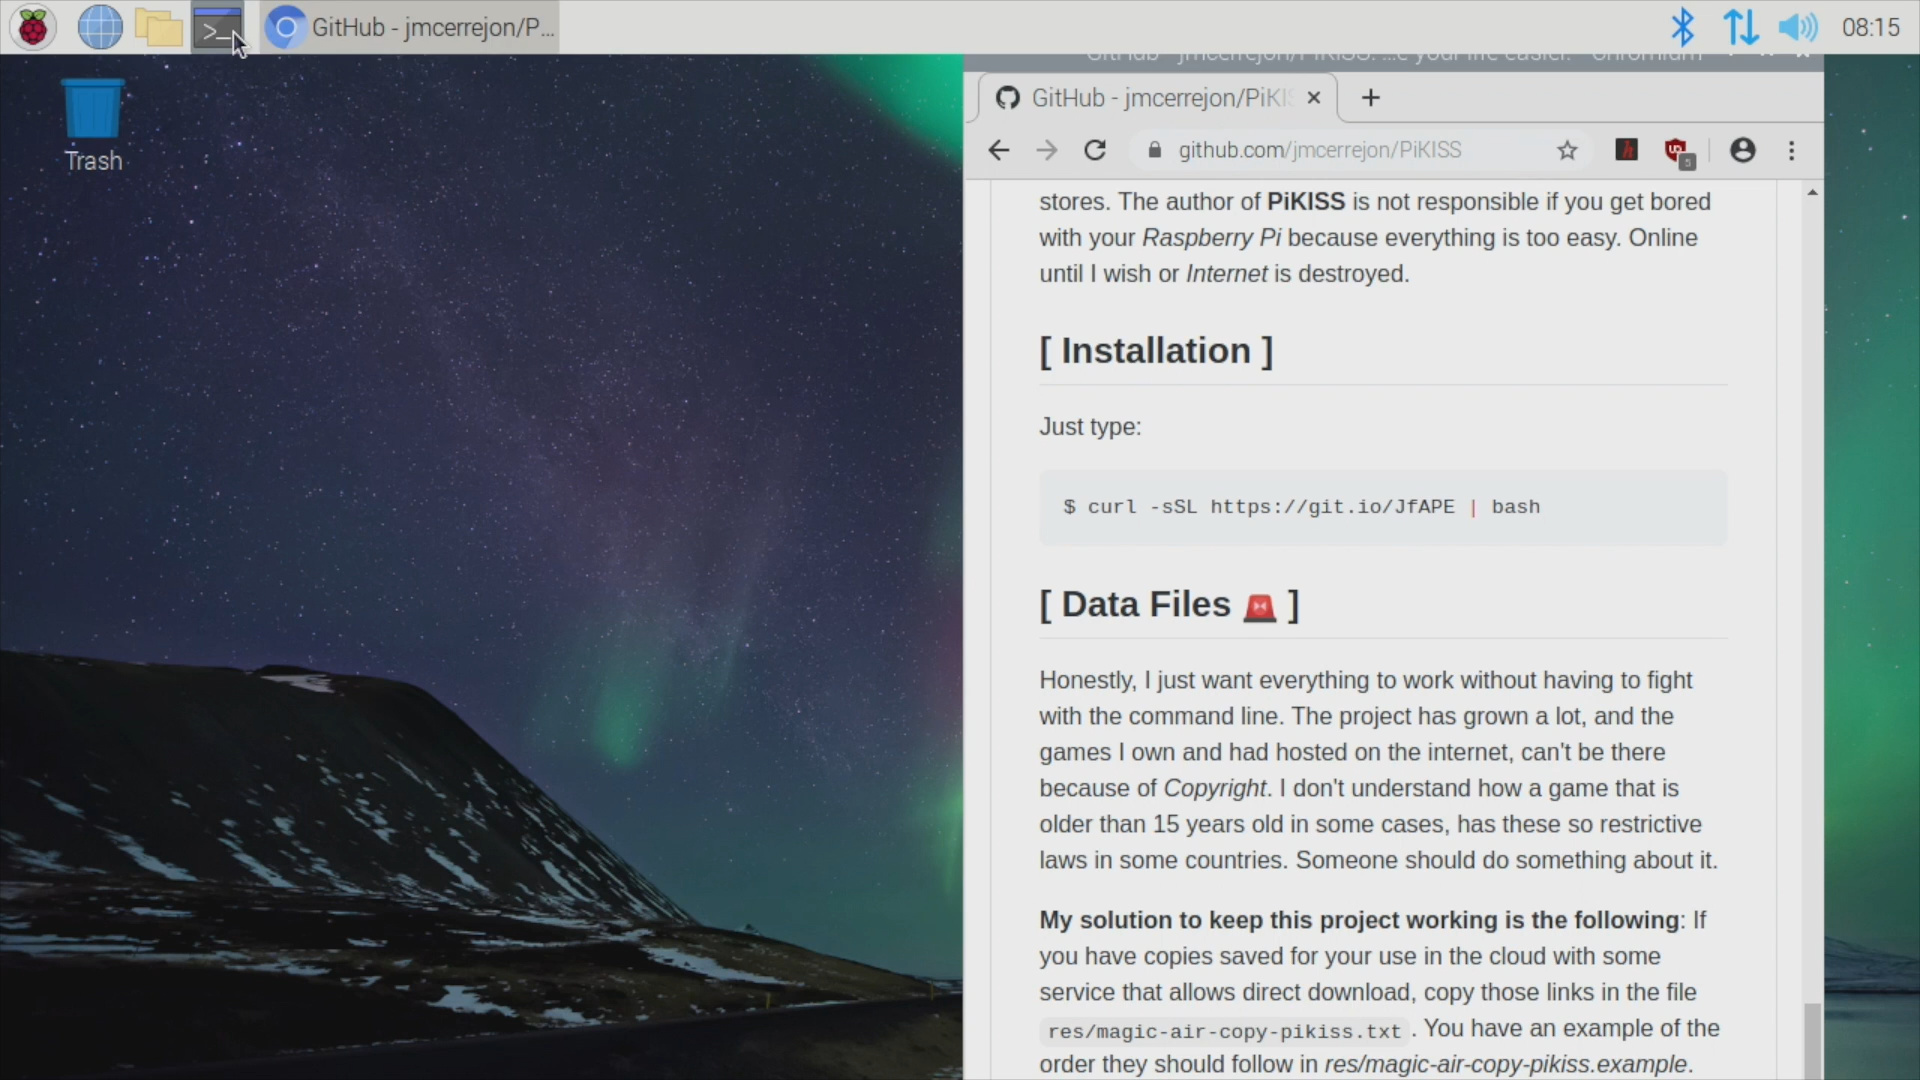 GitHub - jmcerrejon/P...
08:15
Trash
GitHub - jmcerrejon/PiKISS: ...e your life easier. - Chromium
GitHub - jmcerrejon/PiKIS
github.com/jmcerrejon/PiKISS
5
stores. The author of PiKISS is not responsible if you get bored
with your Raspberry Pi because everything is too easy. Online
until I wish or Internet is destroyed.
[ Installation ]
Just type:
$ curl -sSL https://git.io/JfAPE | bash
[ Data Files 🚨 ]
Honestly, I just want everything to work without having to fight
with the command line. The project has grown a lot, and the
games I own and had hosted on the internet, can't be there
because of Copyright. I don't understand how a game that is
older than 15 years old in some cases, has these so restrictive
laws in some countries. Someone should do something about it.
My solution to keep this project working is the following: If
you have copies saved for your use in the cloud with some
service that allows direct download, copy those links in the file
res/magic-air-copy-pikiss.txt. You have an example of the
order they should follow in res/magic-air-copy-pikiss.example.